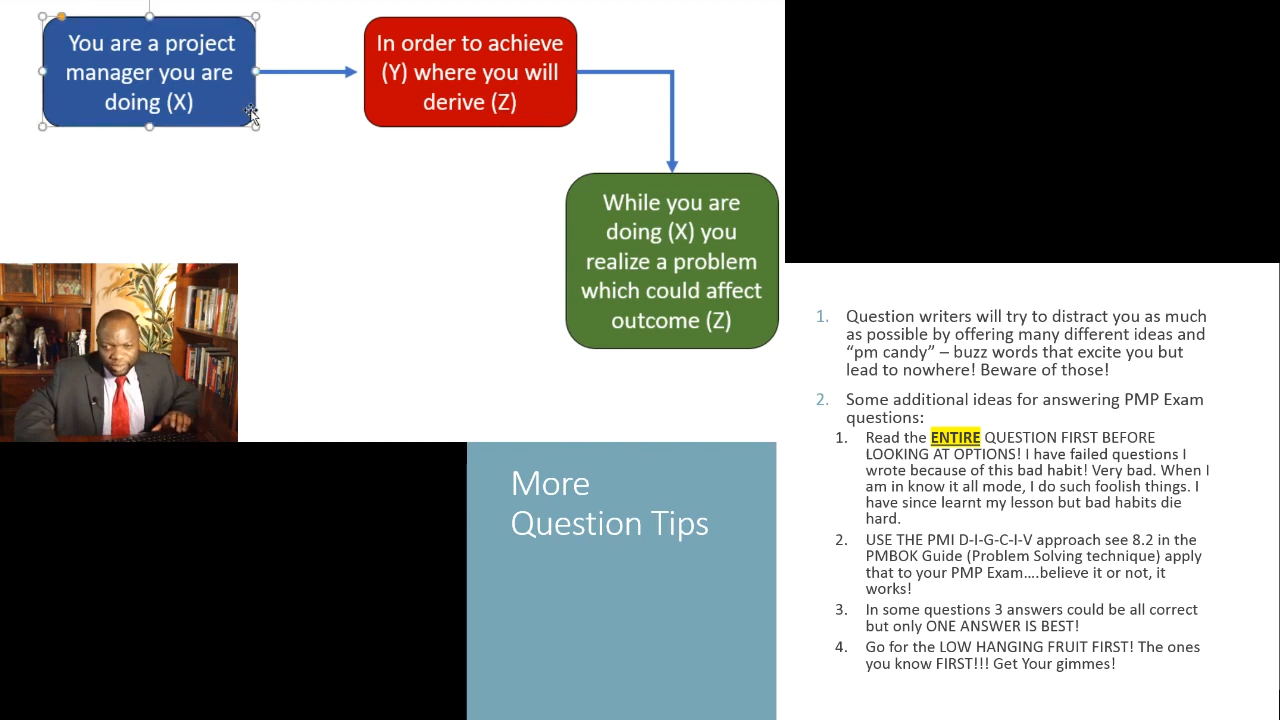 You are a project
manager you are
doing (X)
In order to achieve
(Y) where you will
derive (Z)
While you are
doing (X) you
realize a problem
which could affect
outcome (Z)
More
Question Tips
1. Question writers will try to distract you as much
as possible by offering many different ideas and
“pm candy” – buzz words that excite you but
lead to nowhere! Beware of those!
2. Some additional ideas for answering PMP Exam
questions:
1. Read the ENTIRE QUESTION FIRST BEFORE
LOOKING AT OPTIONS! I have failed questions I
wrote because of this bad habit! Very bad. When I
am in know it all mode, I do such foolish things. I
have since learnt my lesson but bad habits die
hard.
2. USE THE PMI D-I-G-C-I-V approach see 8.2 in the
PMBOK Guide (Problem Solving technique) apply
that to your PMP Exam….believe it or not, it
works!
3. In some questions 3 answers could be all correct
but only ONE ANSWER IS BEST!
4. Go for the LOW HANGING FRUIT FIRST! The ones
you know FIRST!!! Get Your gimmes!